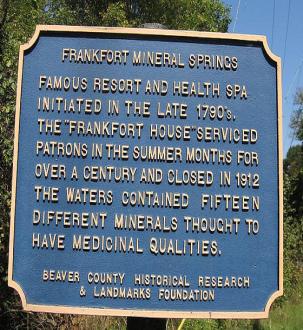 FRANKFORT MINERAL SPRINGS
FAMOUS RESORT AND HEALTH SPA
INITIATED IN THE LATE 1790's.
THE "FRANKFORT HOUSE" SERVICED
PATRONS IN THE SUMMER MONTHS FOR
OVER A CENTURY AND CLOSED IN 1912
THE WATERS CONTAINED FIFTEEN
DIFFERENT MINERALS THOUGHT TO
HAVE MEDICINAL QUALITIES.
BEAVER COUNTY HISTORICAL RESEARCH
& LANDMARKS FOUNDATION